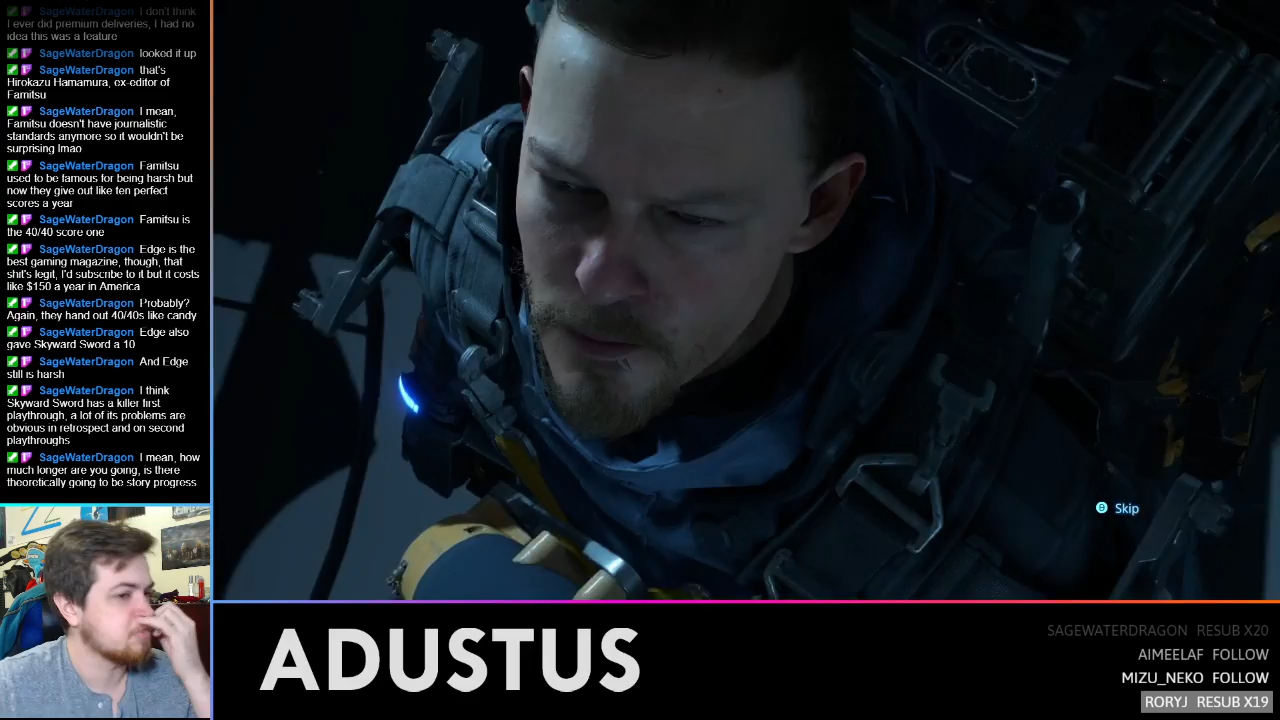 SageWaterDragon I don't think
I ever did premium deliveries, I had no
idea this was a feature
SageWaterDragon looked it up
SageWaterDragon that's
Hirokazu Hamamura, ex-editor of
Famitsu
SageWaterDragon I mean,
Famitsu doesn't have journalistic
standards anymore so it wouldn't be
surprising lmao
SageWaterDragon Famitsu
used to be famous for being harsh but
now they give out like ten perfect
scores a year
SageWaterDragon Famitsu is
the 40/40 score one
SageWaterDragon Edge is the
best gaming magazine, though, that
shit's legit, I'd subscribe to it but it costs
like $150 a year in America
SageWaterDragon Probably?
Again, they hand out 40/40s like candy
SageWaterDragon Edge also
gave Skyward Sword a 10
SageWaterDragon And Edge
still is harsh
SageWaterDragon I think
Skyward Sword has a killer first
playthrough, a lot of its problems are
obvious in retrospect and on second
playthroughs
SageWaterDragon I mean, how
much longer are you going, is there
theoretically going to be story progress
B Skip
ADUSTUS
SAGEWATERDRAGON RESUB X20
AIMEELAF FOLLOW
MIZU_NEKO FOLLOW
RORYJ RESUB X19